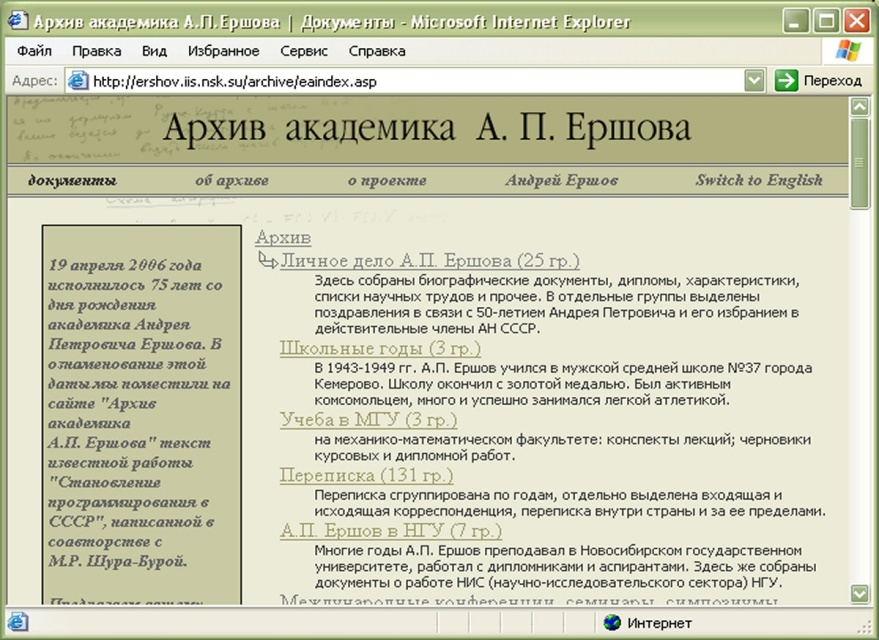 Архив академика А.П.Ершова | Документы - Microsoft Internet Explorer
Файл Правка Вид Избранное Сервис Справка
Адрес: http://ershov.iis.nsk.su/archive/eaindex.asp Переход
Архив академика А. П. Ершова
документы об архиве о проекте Андрей Ершов Switch to English
19 апреля 2006 года
исполнилось 75 лет со
дня рождения
академика Андрея
Петровича Ершова. В
ознаменование этой
даты мы поместили на
сайте "Архив
академика
А.П. Ершова" текст
известной работы
"Становление
программирования в
СССР", написанной в
соавторстве с
М.Р. Шура-Бурой.
Архив
Личное дело А.П. Ершова (25 гр.)
Здесь собраны биографические документы, дипломы, характеристики,
списки научных трудов и прочее. В отдельные группы выделены
поздравления в связи с 50-летием Андрея Петровича и его избранием в
действительные члены АН СССР.
Школьные годы (3 гр.)
В 1943-1949 гг. А.П. Ершов учился в мужской средней школе №37 города
Кемерово. Школу окончил с золотой медалью. Был активным
комсомольцем, много и успешно занимался легкой атлетикой.
Учеба в МГУ (3 гр.)
на механико-математическом факультете: конспекты лекций; черновики
курсовых и дипломной работ.
Переписка (131 гр.)
Переписка сгруппирована по годам, отдельно выделена входящая и
исходящая корреспонденция, переписка внутри страны и за ее пределами.
А.П. Ершов в НГУ (7 гр.)
Многие годы А.П. Ершов преподавал в Новосибирском государственном
университете, работал с дипломниками и аспирантами. Здесь же собраны
документы о работе НИС (научно-исследовательского сектора) НГУ.
Международные конференции, семинары, симпозиумы
Интернет